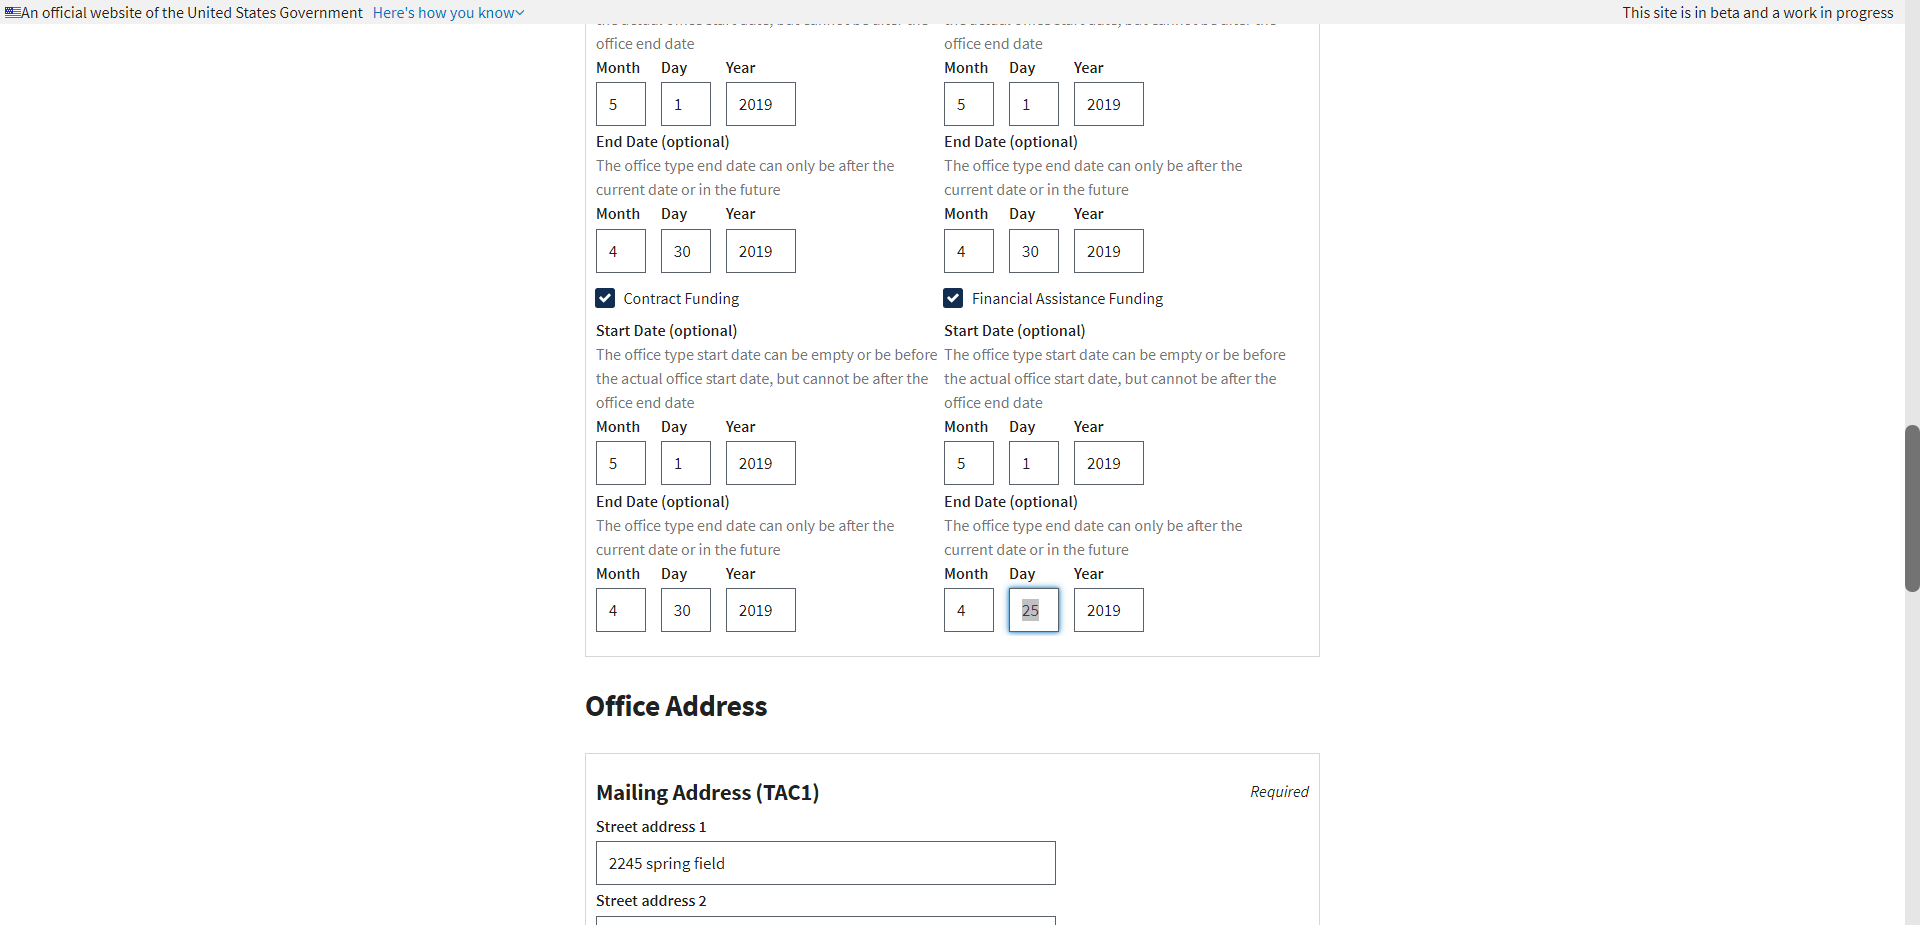 An official website of the United States Government Here's how you know
This site is in beta and a work in progress
office end date
office end date
Month Day Year
Month Day Year
5 1 2019
5 1 2019
End Date (optional)
End Date (optional)
The office type end date can only be after the
current date or in the future
The office type end date can only be after the
current date or in the future
Month Day Year
Month Day Year
4 30 2019
4 30 2019
Contract Funding
Financial Assistance Funding
Start Date (optional)
Start Date (optional)
The office type start date can be empty or be before
the actual office start date, but cannot be after the
office end date
The office type start date can be empty or be before
the actual office start date, but cannot be after the
office end date
Month Day Year
Month Day Year
5 1 2019
5 1 2019
End Date (optional)
End Date (optional)
The office type end date can only be after the
current date or in the future
The office type end date can only be after the
current date or in the future
Month Day Year
Month Day Year
4 30 2019
4 25 2019
Office Address
Mailing Address (TAC1)
Required
Street address 1
2245 spring field
Street address 2